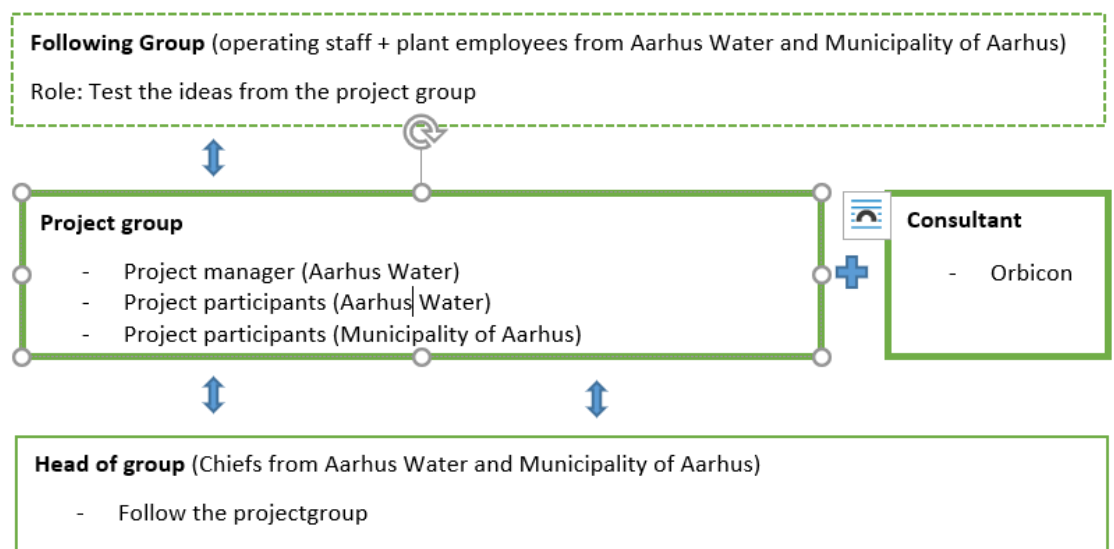 Following Group (operating staff + plant employees from Aarhus Water and Municipality of Aarhus)
Role: Test the ideas from the project group
Project group
- Project manager (Aarhus Water)
- Project participants (Aarhus Water)
- Project participants (Municipality of Aarhus)
Consultant
- Orbicon
Head of group (Chiefs from Aarhus Water and Municipality of Aarhus)
- Follow the projectgroup